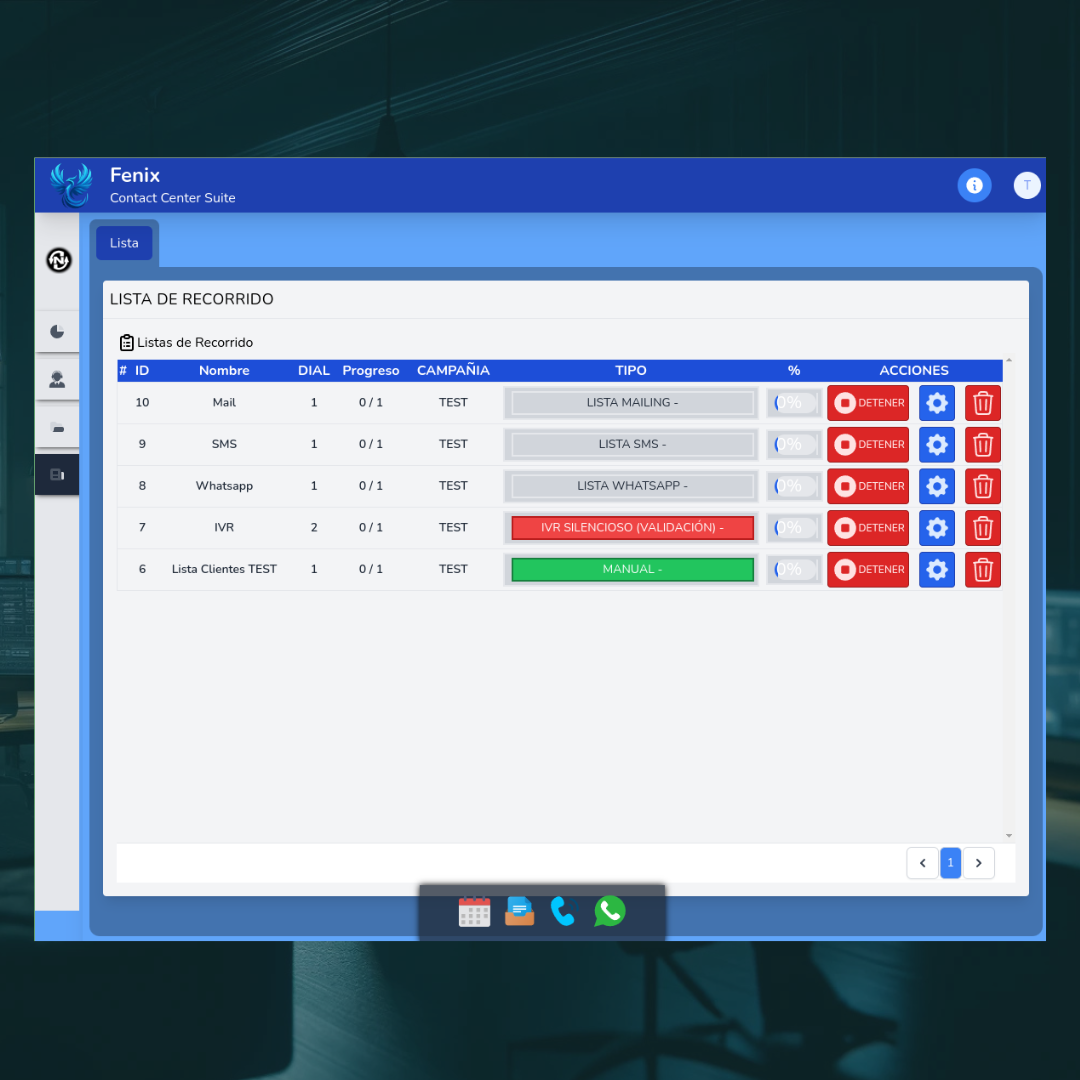 Fenix
Contact Center Suite
i
T
Lista
LISTA DE RECORRIDO
Listas de Recorrido
# ID Nombre DIAL Progreso CAMPAÑIA TIPO % ACCIONES
10 Mail 1 0 / 1 TEST LISTA MAILING - 0% DETENER
9 SMS 1 0 / 1 TEST LISTA SMS - 0% DETENER
8 Whatsapp 1 0 / 1 TEST LISTA WHATSAPP - 0% DETENER
7 IVR 2 0 / 1 TEST IVR SILENCIOSO (VALIDACIÓN) - 0% DETENER
6 Lista Clientes TEST 1 0 / 1 TEST MANUAL - 0% DETENER
1